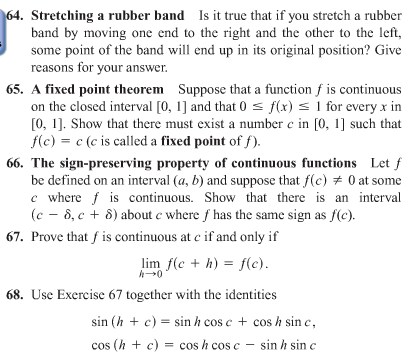 64. Stretching a rubber band Is it true that if you stretch a rubber
band by moving one end to the right and the other to the left,
some point of the band will end up in its original position? Give
reasons for your answer.
65. A fixed point theorem Suppose that a function f is continuous
on the closed interval [0, 1] and that 0 ≤ f(x) ≤ 1 for every x in
[0, 1]. Show that there must exist a number c in [0, 1] such that
f(c) = c (c is called a fixed point of f).
66. The sign-preserving property of continuous functions Let f
be defined on an interval (a, b) and suppose that f(c) ≠ 0 at some
c where f is continuous. Show that there is an interval
(c − δ, c + δ) about c where f has the same sign as f(c).
67. Prove that f is continuous at c if and only if
lim f(c + h) = f(c).
h→0
68. Use Exercise 67 together with the identities
sin (h + c) = sin h cos c + cos h sin c,
cos (h + c) = cos h cos c − sin h sin c